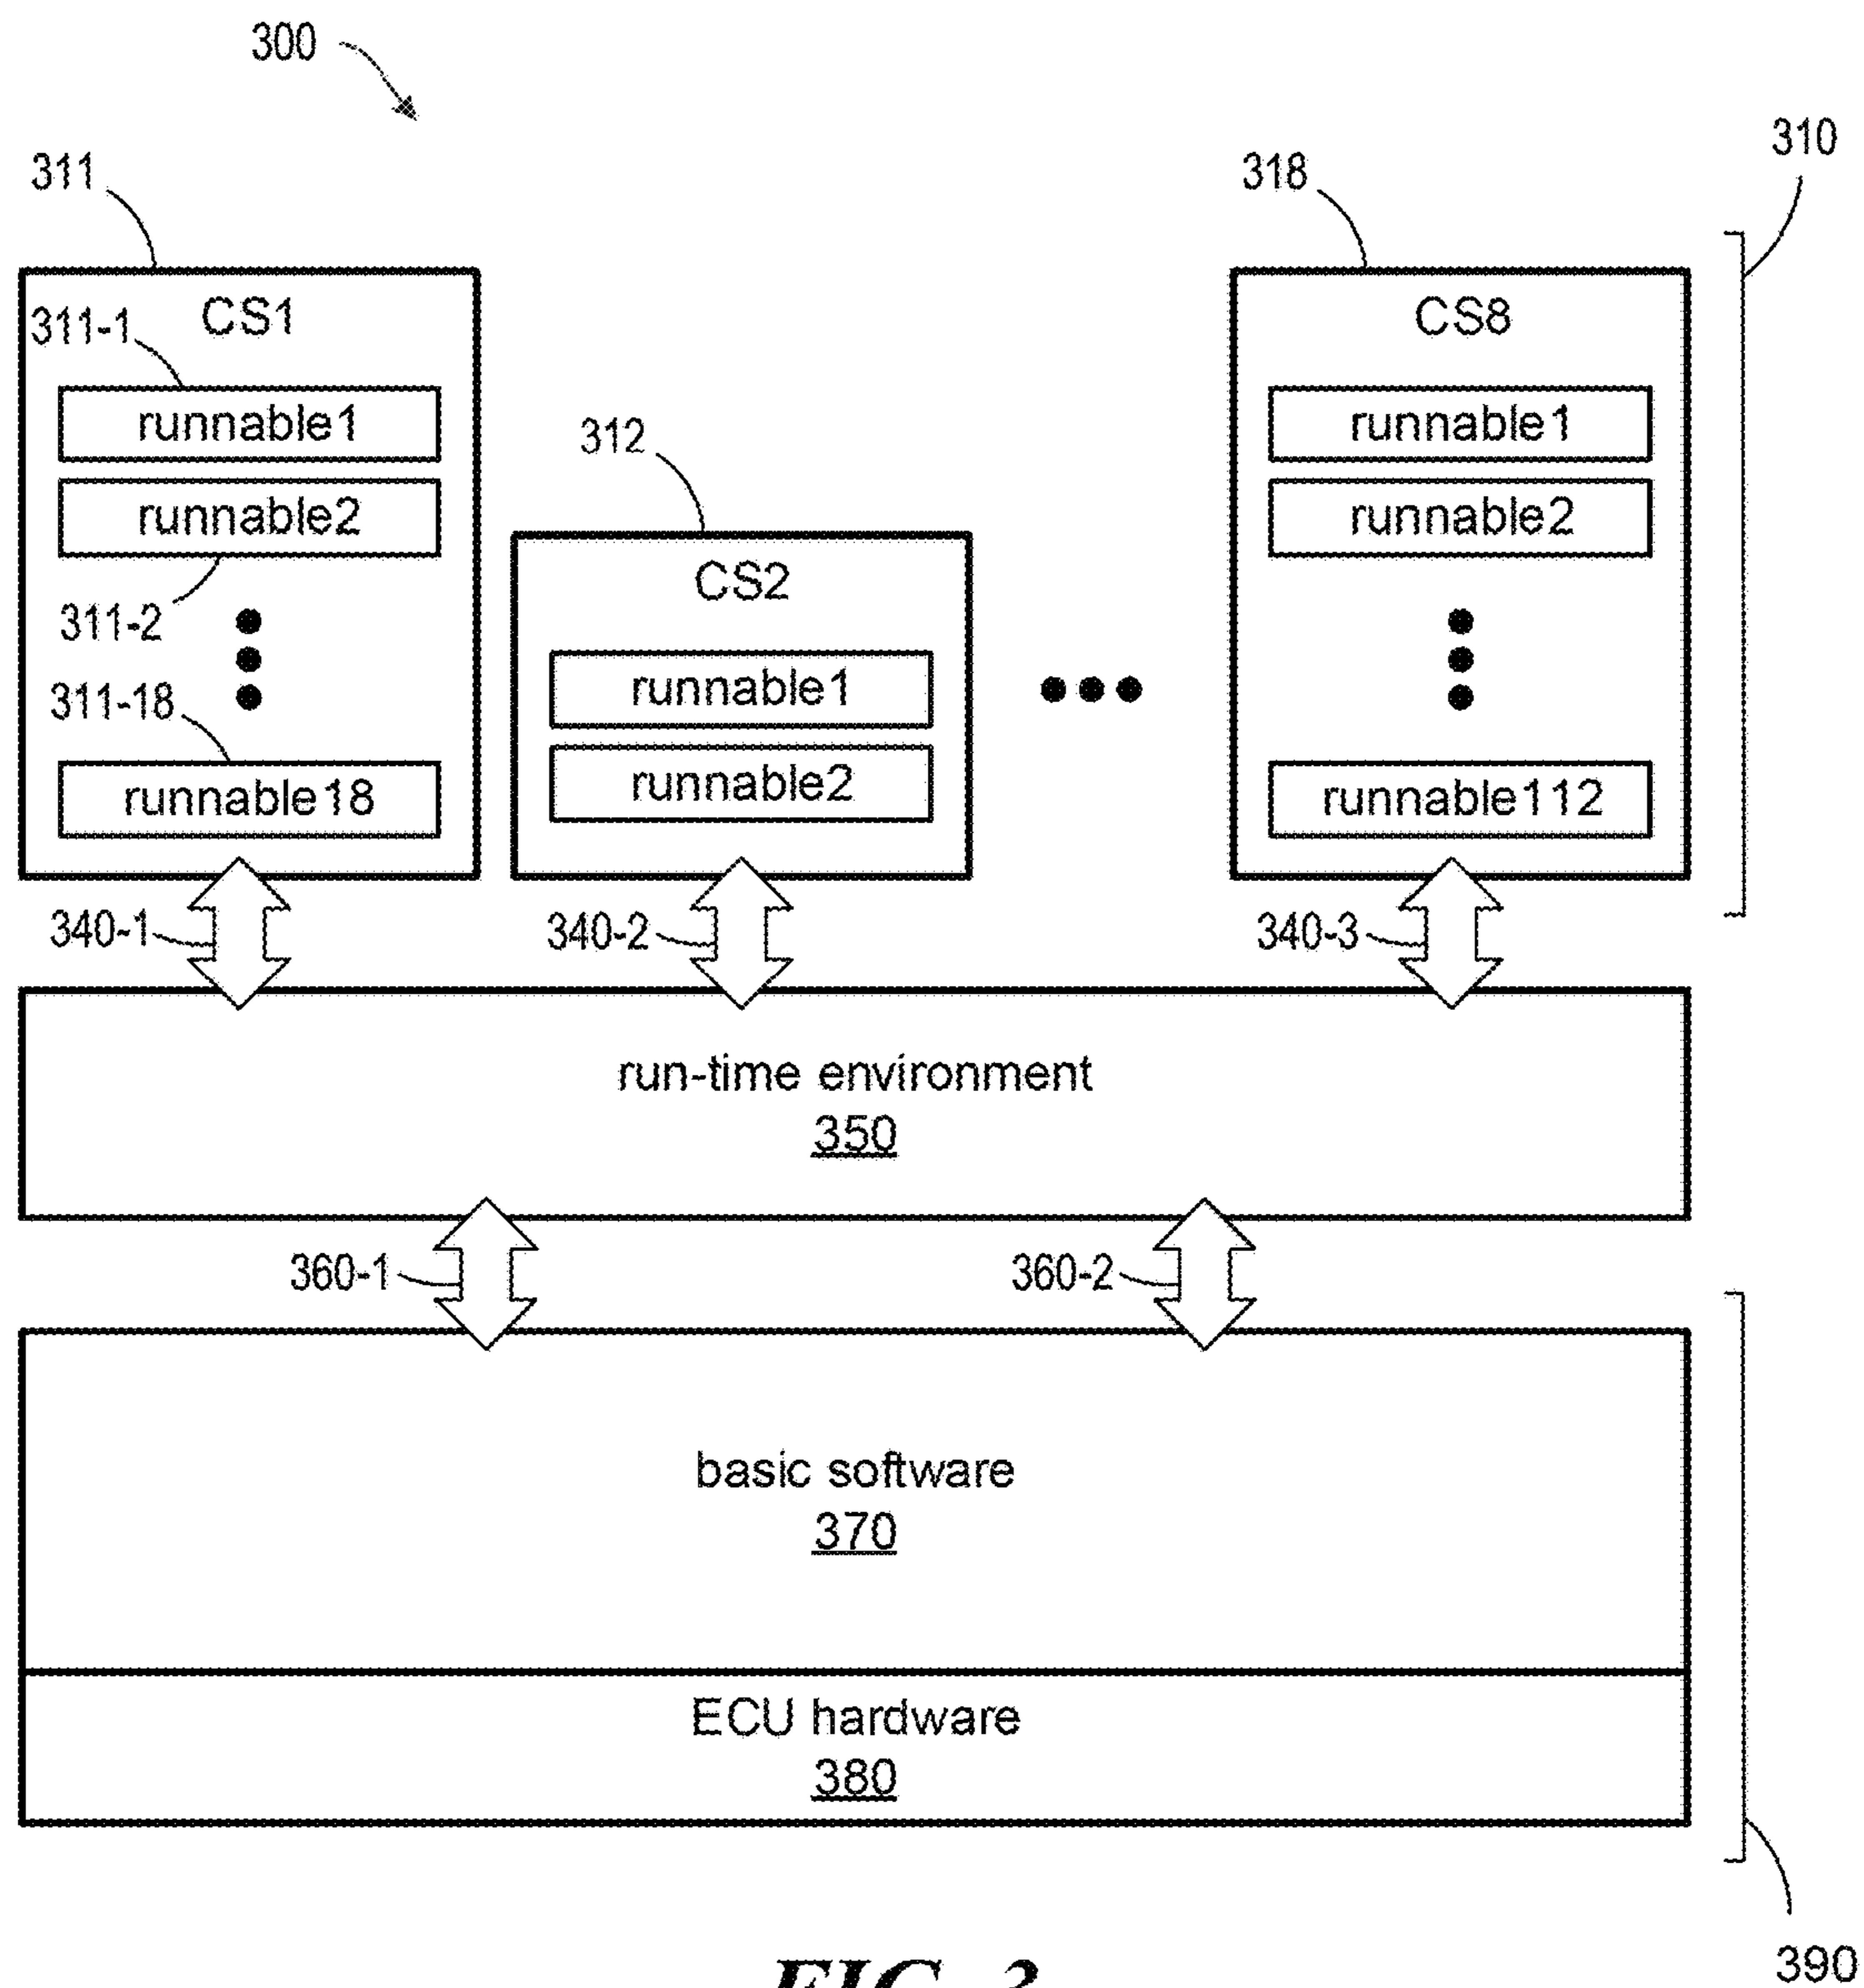 300
310
311
318
CS1
CS8
311-1
runnable1
runnable1
312
runnable2
runnable2
CS2
311-2
runnable1
311-18
runnable2
runnable18
runnable112
340-1
340-2
340-3
run-time environment
350
360-1
360-2
basic software
370
ECU hardware
380
390
FIG. 3